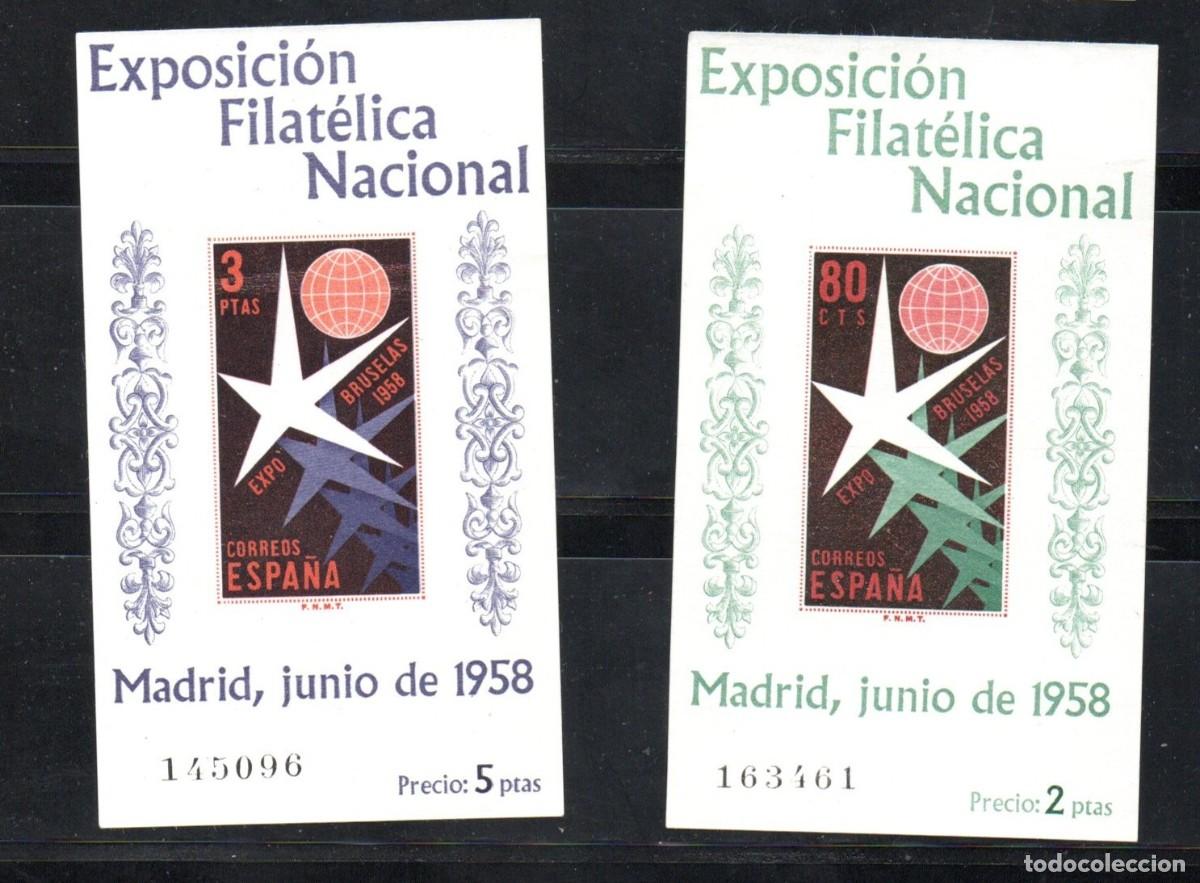 Exposición
Filatélica
Nacional
3
PTAS
BRUSELAS
1958
EXPO
CORREOS
ESPAÑA
F.N.M.T.
Madrid, junio de 1958
145096
Precio: 5 ptas
Exposición
Filatélica
Nacional
80
CTS
BRUSELAS
1958
EXPO
CORREOS
ESPAÑA
F.N.M.T.
Madrid, junio de 1958
163461
Precio: 2 ptas
todocoleccion